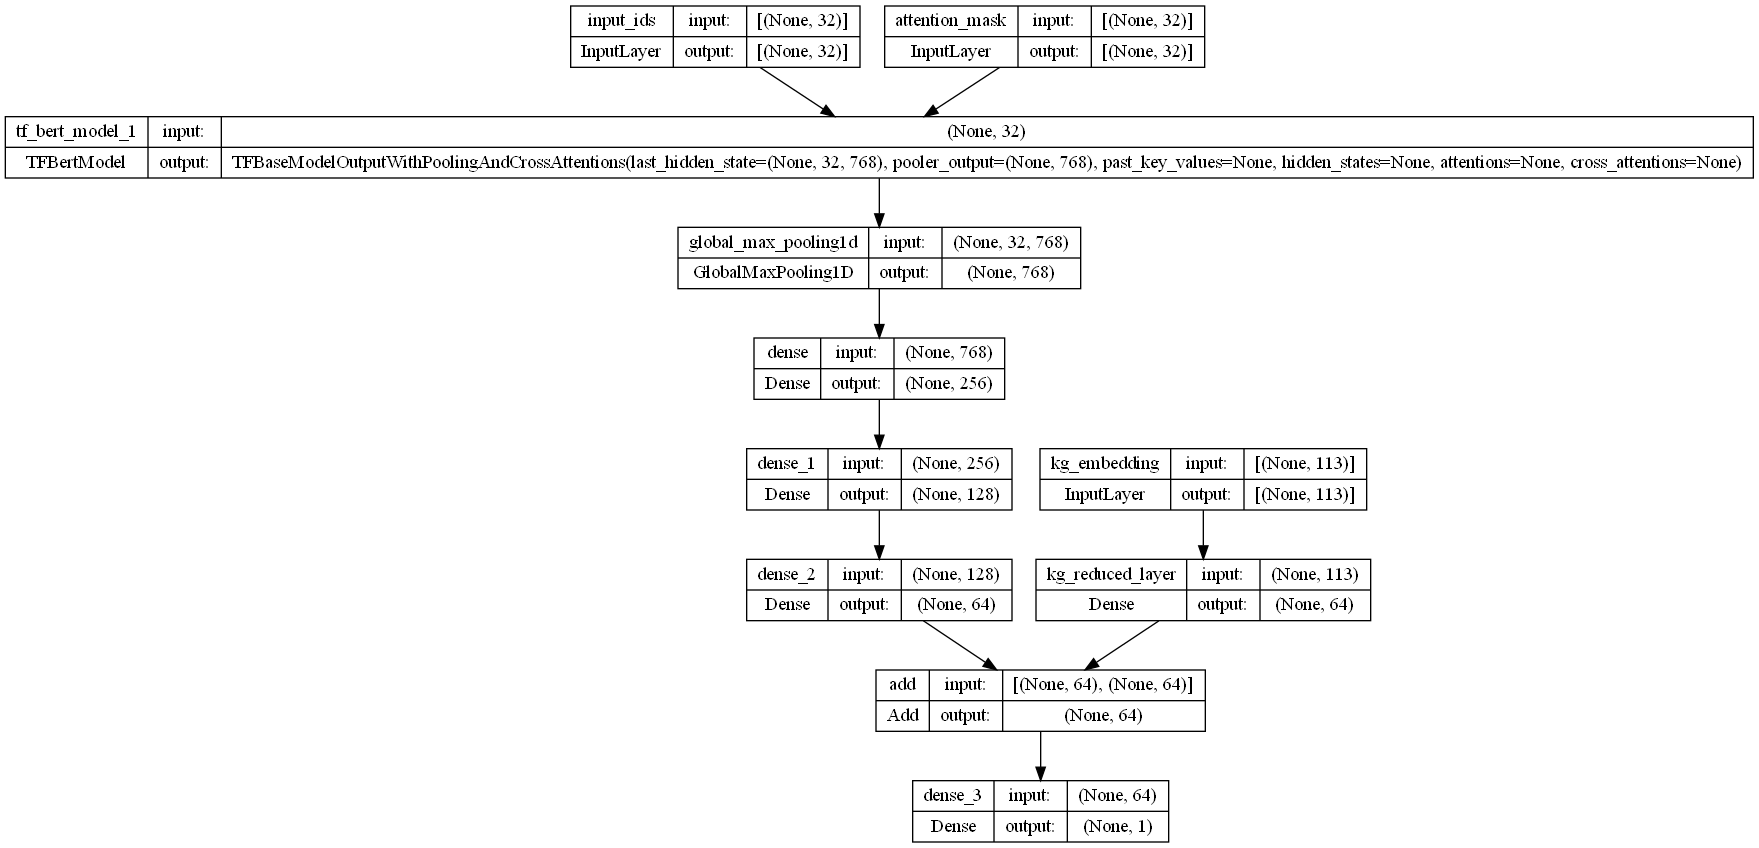 input_ids input: [(None, 32)]
InputLayer output: [(None, 32)]
attention_mask input: [(None, 32)]
InputLayer output: [(None, 32)]
tf_bert_model_1 input: (None, 32)
TFBertModel output: TFBaseModelOutputWithPoolingAndCrossAttentions(last_hidden_state=(None, 32, 768), pooler_output=(None, 768), past_key_values=None, hidden_states=None, attentions=None, cross_attentions=None)
global_max_pooling1d input: (None, 32, 768)
GlobalMaxPooling1D output: (None, 768)
dense input: (None, 768)
Dense output: (None, 256)
dense_1 input: (None, 256)
Dense output: (None, 128)
kg_embedding input: [(None, 113)]
InputLayer output: [(None, 113)]
dense_2 input: (None, 128)
Dense output: (None, 64)
kg_reduced_layer input: (None, 113)
Dense output: (None, 64)
add input: [(None, 64), (None, 64)]
Add output: (None, 64)
dense_3 input: (None, 64)
Dense output: (None, 1)